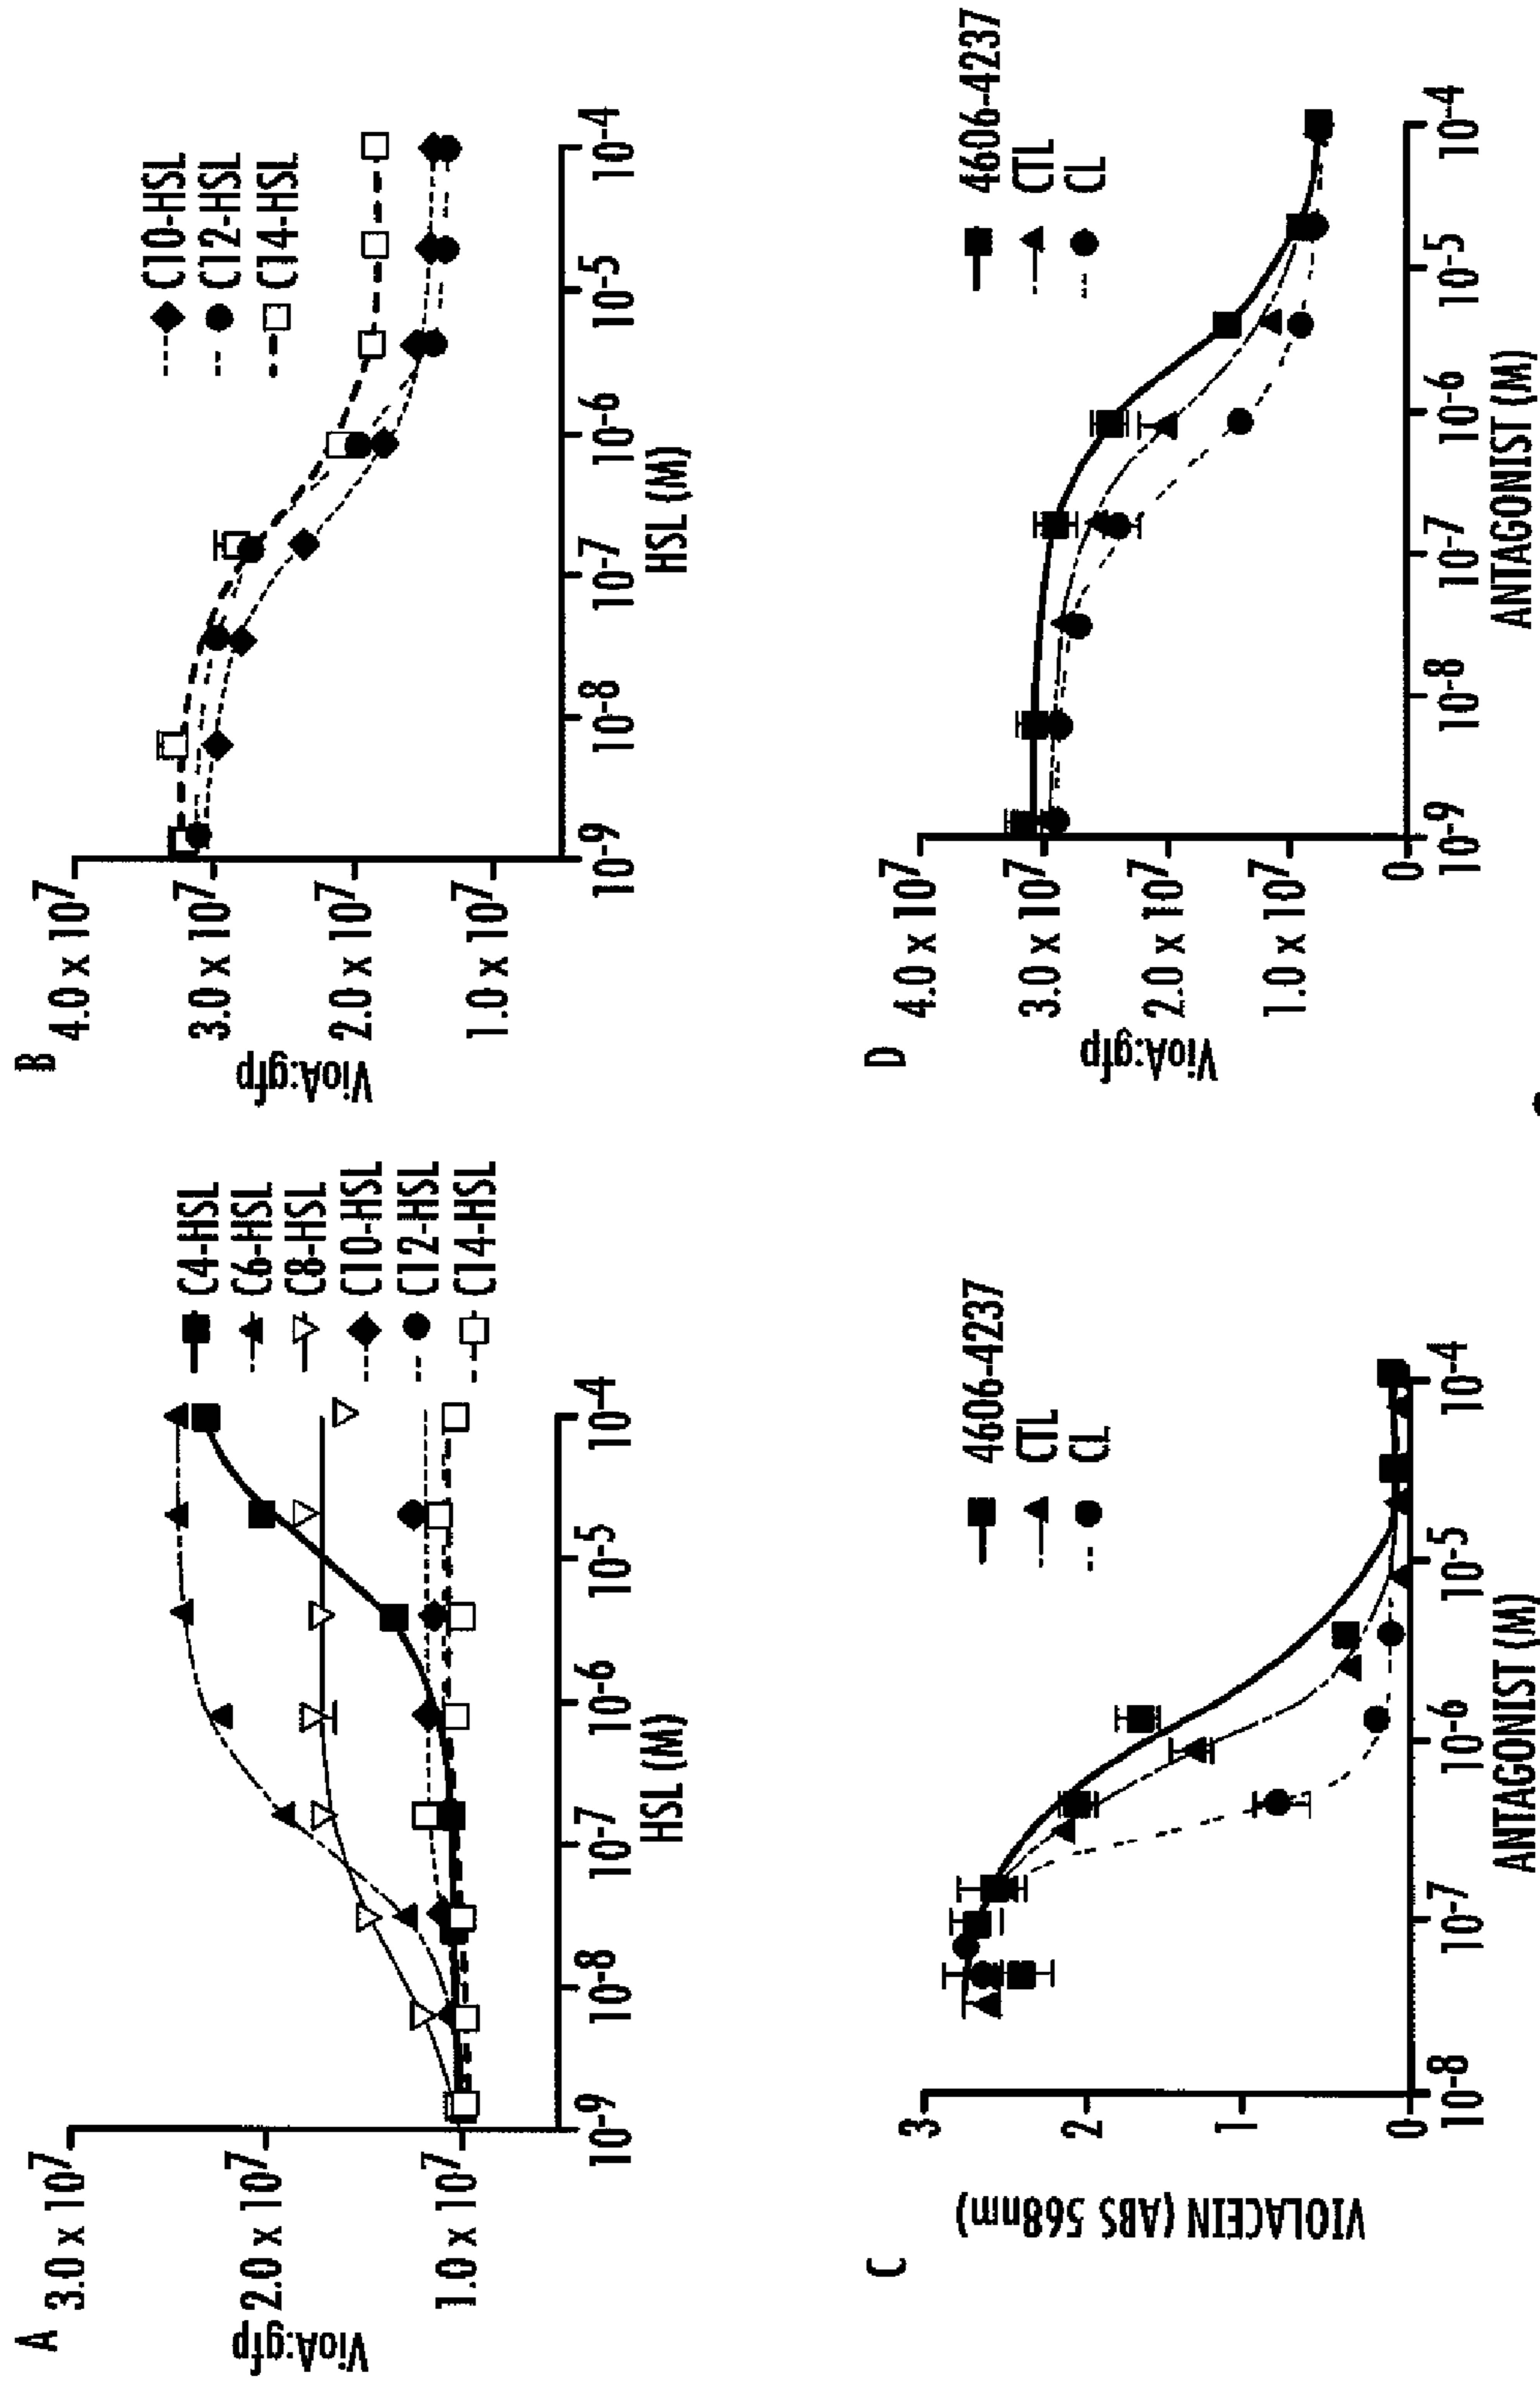 A
3.0 x 10^7
2.0 x 10^7
1.0 x 10^7
VioA:gfp
10^-9 10^-8 10^-7 10^-6 10^-5 10^-4
HSL (M)
C4-HSL
C6-HSL
C8-HSL
C10-HSL
C12-HSL
C14-HSL
B
4.0 x 10^7
3.0 x 10^7
2.0 x 10^7
1.0 x 10^7
VioA:gfp
10^-9 10^-8 10^-7 10^-6 10^-5 10^-4
HSL (M)
C10-HSL
C12-HSL
C14-HSL
C
3
2
1
0
VIOLACEIN (ABS 568nm)
10^-8 10^-7 10^-6 10^-5 10^-4
ANTAGONIST (M)
4606-4237
CTL
CL
D
4.0 x 10^7
3.0 x 10^7
2.0 x 10^7
1.0 x 10^7
0
VioA:gfp
10^-9 10^-8 10^-7 10^-6 10^-5 10^-4
ANTAGONIST (M)
4606-4237
CTL
CL